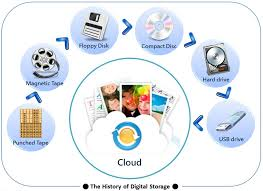 Floppy Disk
Compact Disc
Magnetic Tape
Hard drive
Punched Tape
USB drive
Cloud
The History of Digital Storage